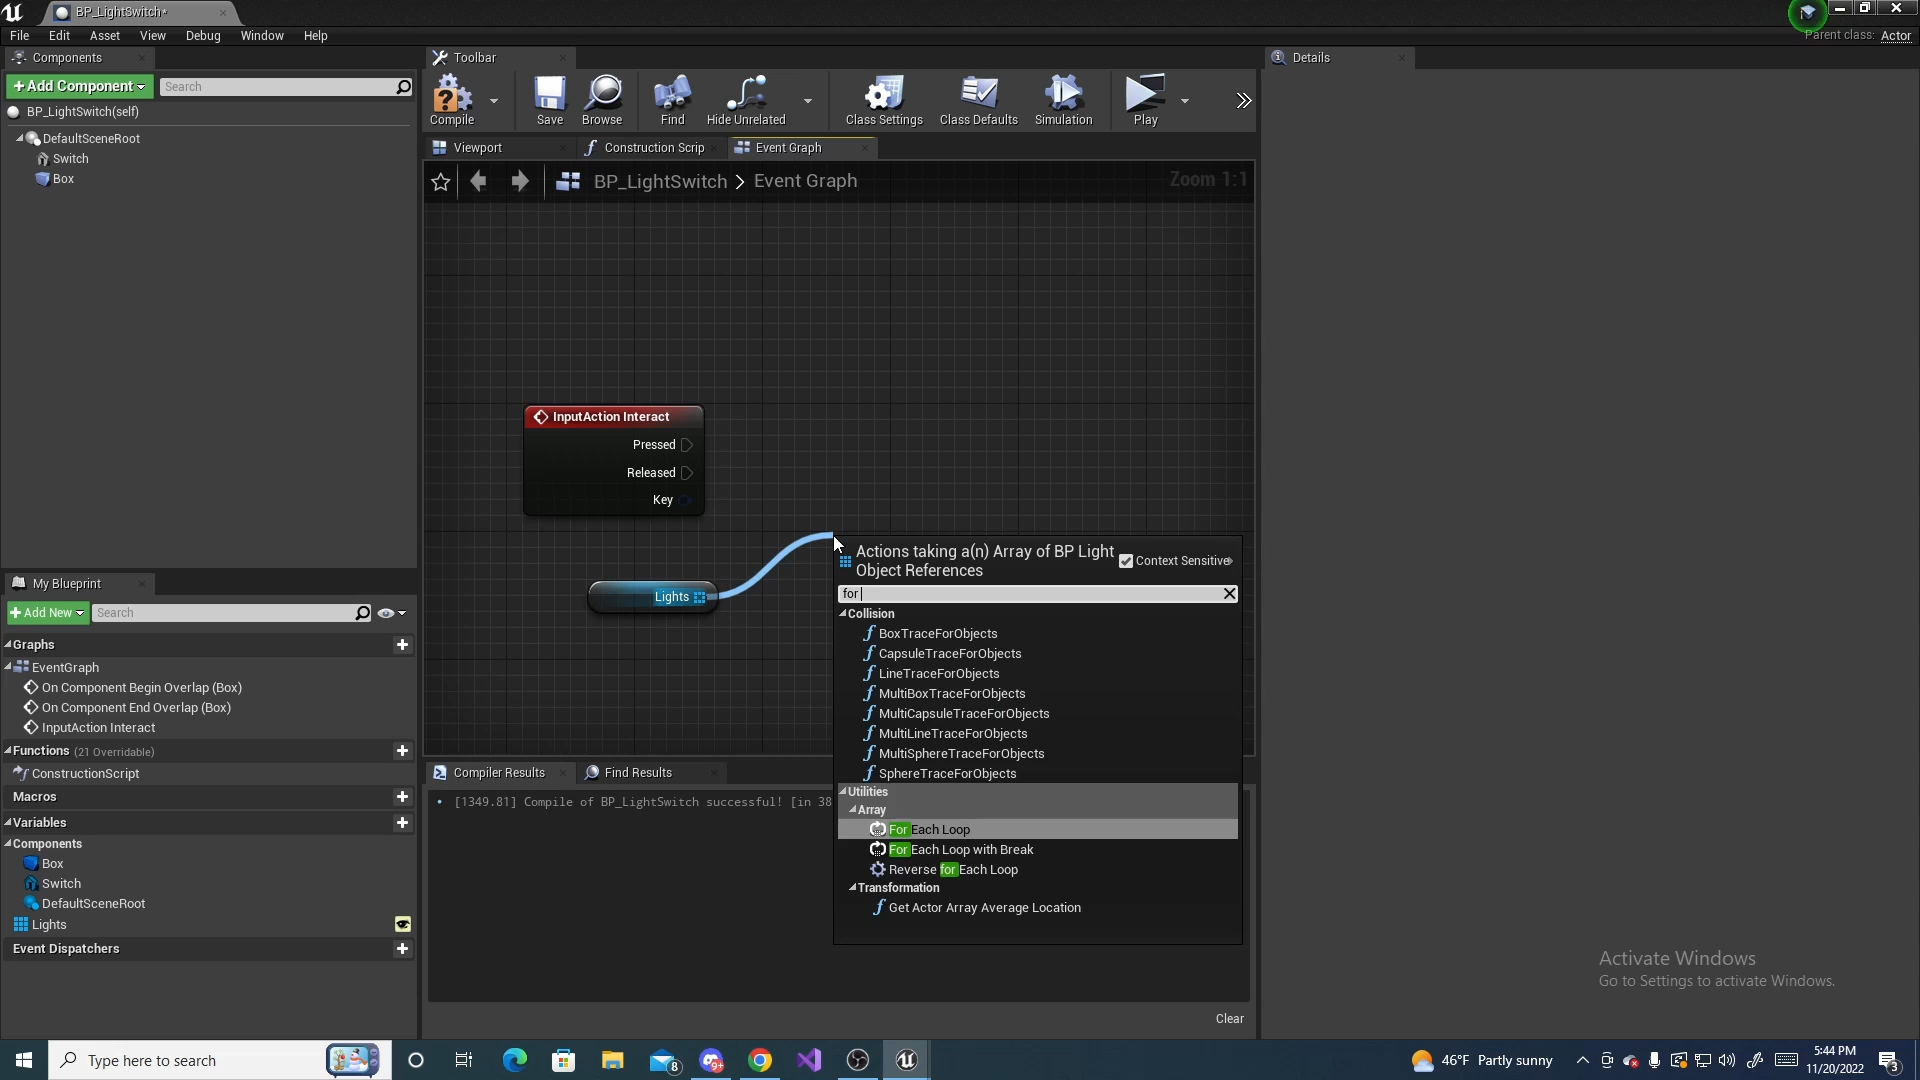 BP_LightSwitch*
File Edit Asset View Debug Window Help
Parent class: Actor
Components
Toolbar
Details
+Add Component
Search
Compile
Save
Browse
Find
Hide Unrelated
Class Settings
Class Defaults
Simulation
Play
BP_LightSwitch(self)
DefaultSceneRoot
Switch
Box
Viewport
Construction Scrip
Event Graph
BP_LightSwitch > Event Graph
Zoom 1:1
InputAction Interact
Pressed
Released
Key
Lights
Actions taking a(n) Array of BP Light
Object References
Context Sensitive
for
Collision
BoxTraceForObjects
CapsuleTraceForObjects
LineTraceForObjects
MultiBoxTraceForObjects
MultiCapsuleTraceForObjects
MultiLineTraceForObjects
MultiSphereTraceForObjects
SphereTraceForObjects
Utilities
Array
For Each Loop
For Each Loop with Break
Reverse for Each Loop
Transformation
Get Actor Array Average Location
My Blueprint
+Add New
Search
Graphs
EventGraph
On Component Begin Overlap (Box)
On Component End Overlap (Box)
InputAction Interact
Functions (21 Overridable)
ConstructionScript
Macros
Variables
Components
Box
Switch
DefaultSceneRoot
Lights
Event Dispatchers
Compiler Results
Find Results
[1349.81] Compile of BP_LightSwitch successful! [in 38
Clear
Activate Windows
Go to Settings to activate Windows.
Type here to search
8
9+
46°F Partly sunny
5:44 PM
11/20/2022
3